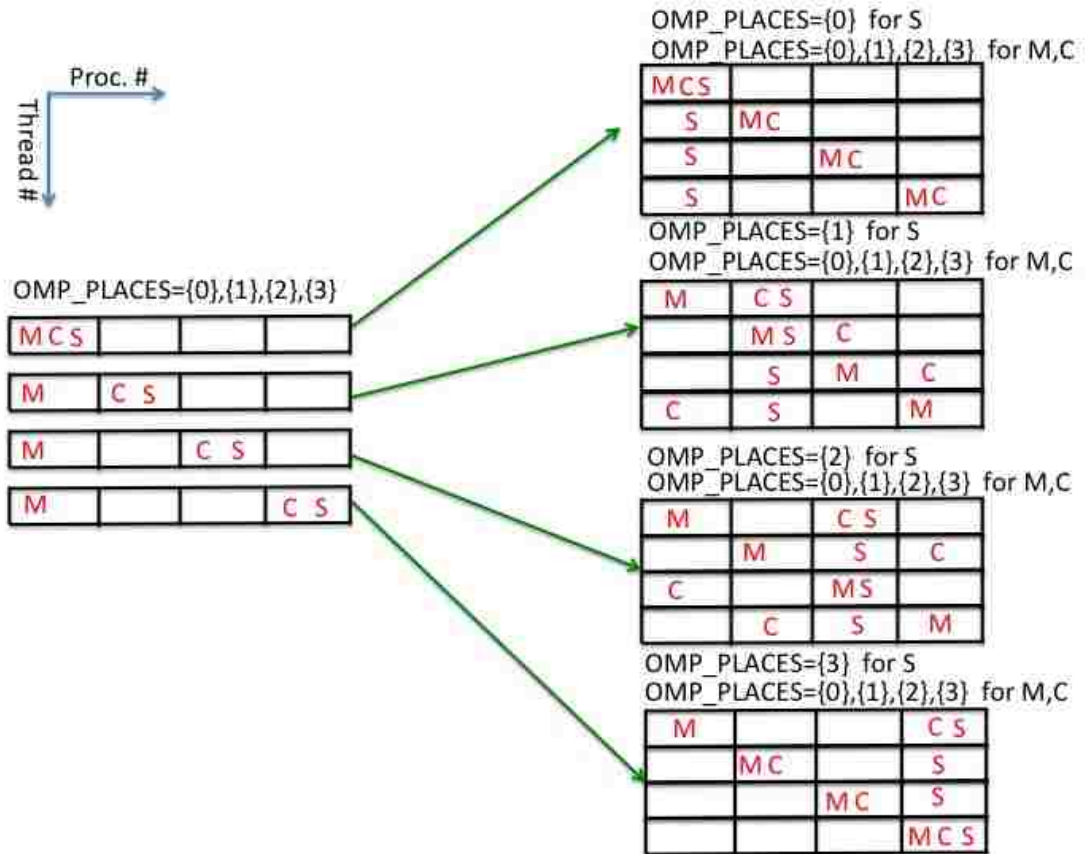 Proc. #
Thread #
OMP_PLACES={0},{1},{2},{3}
M C S
M C S
M C S
M C S
OMP_PLACES={0} for S
OMP_PLACES={0},{1},{2},{3} for M,C
M C S
S M C
S M C
S M C
OMP_PLACES={1} for S
OMP_PLACES={0},{1},{2},{3} for M,C
M C S
M S C
S M C
C S M
OMP_PLACES={2} for S
OMP_PLACES={0},{1},{2},{3} for M,C
M C S
M S C
C M S
C S M
OMP_PLACES={3} for S
OMP_PLACES={0},{1},{2},{3} for M,C
M C S
M C S
M C S
M C S